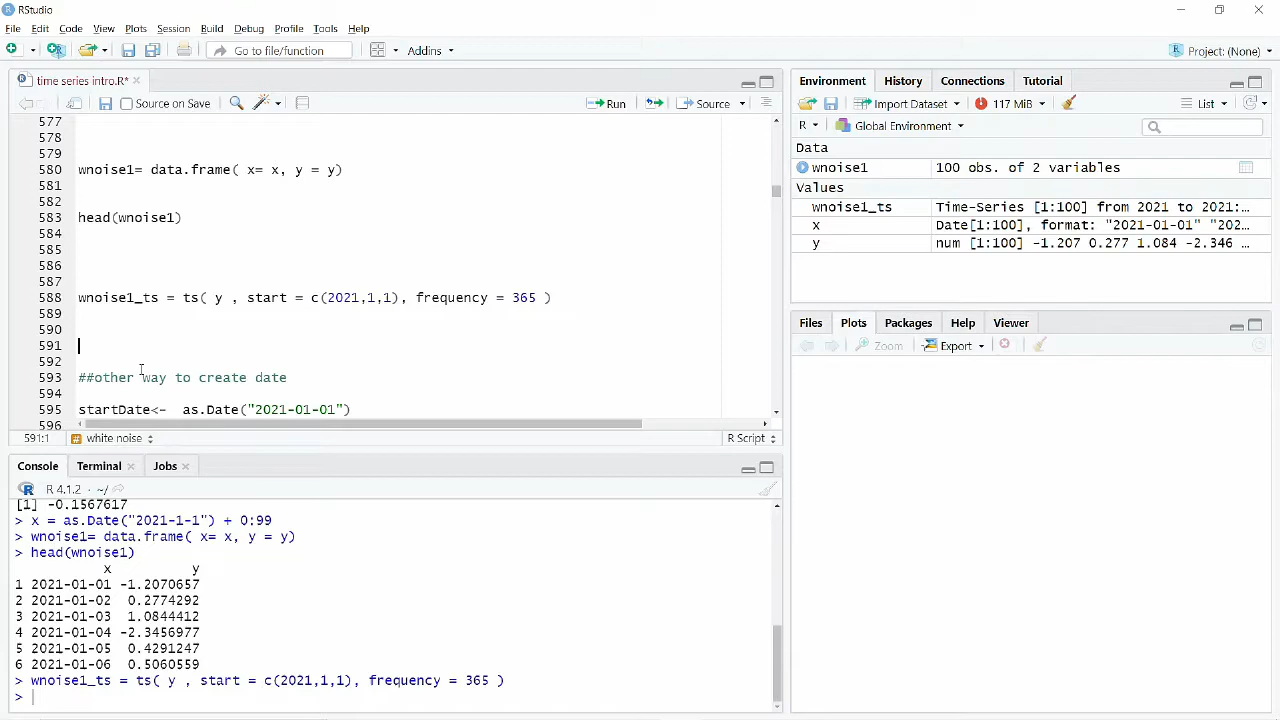 RStudio
File Edit Code View Plots Session Build Debug Profile Tools Help
Go to file/function Addins Project: (None)
time series intro.R*
Source on Save Run Source
577
578
579
580 wnoise1= data.frame( x= x, y = y)
581
582
583 head(wnoise1)
584
585
586
587
588 wnoise1_ts = ts( y , start = c(2021,1,1), frequency = 365 )
589
590
591
592
593 ##other way to create date
594
595 startDate<-  as.Date("2021-01-01")
596
591:1 white noise R Script
Console Terminal Jobs
R 4.1.2 · ~/
[1] -0.1567617
> x = as.Date("2021-1-1") + 0:99
> wnoise1= data.frame( x= x, y = y)
> head(wnoise1)
x y
1 2021-01-01 -1.2070657
2 2021-01-02 0.2774292
3 2021-01-03 1.0844412
4 2021-01-04 -2.3456977
5 2021-01-05 0.4291247
6 2021-01-06 0.5060559
> wnoise1_ts = ts( y , start = c(2021,1,1), frequency = 365 )
>
Environment History Connections Tutorial
Import Dataset 117 MiB List
R Global Environment
Data
wnoise1 100 obs. of 2 variables
Values
wnoise1_ts Time-Series [1:100] from 2021 to 2021:…
x Date[1:100], format: "2021-01-01" "202…
y num [1:100] -1.207 0.277 1.084 -2.346 …
Files Plots Packages Help Viewer
Zoom Export